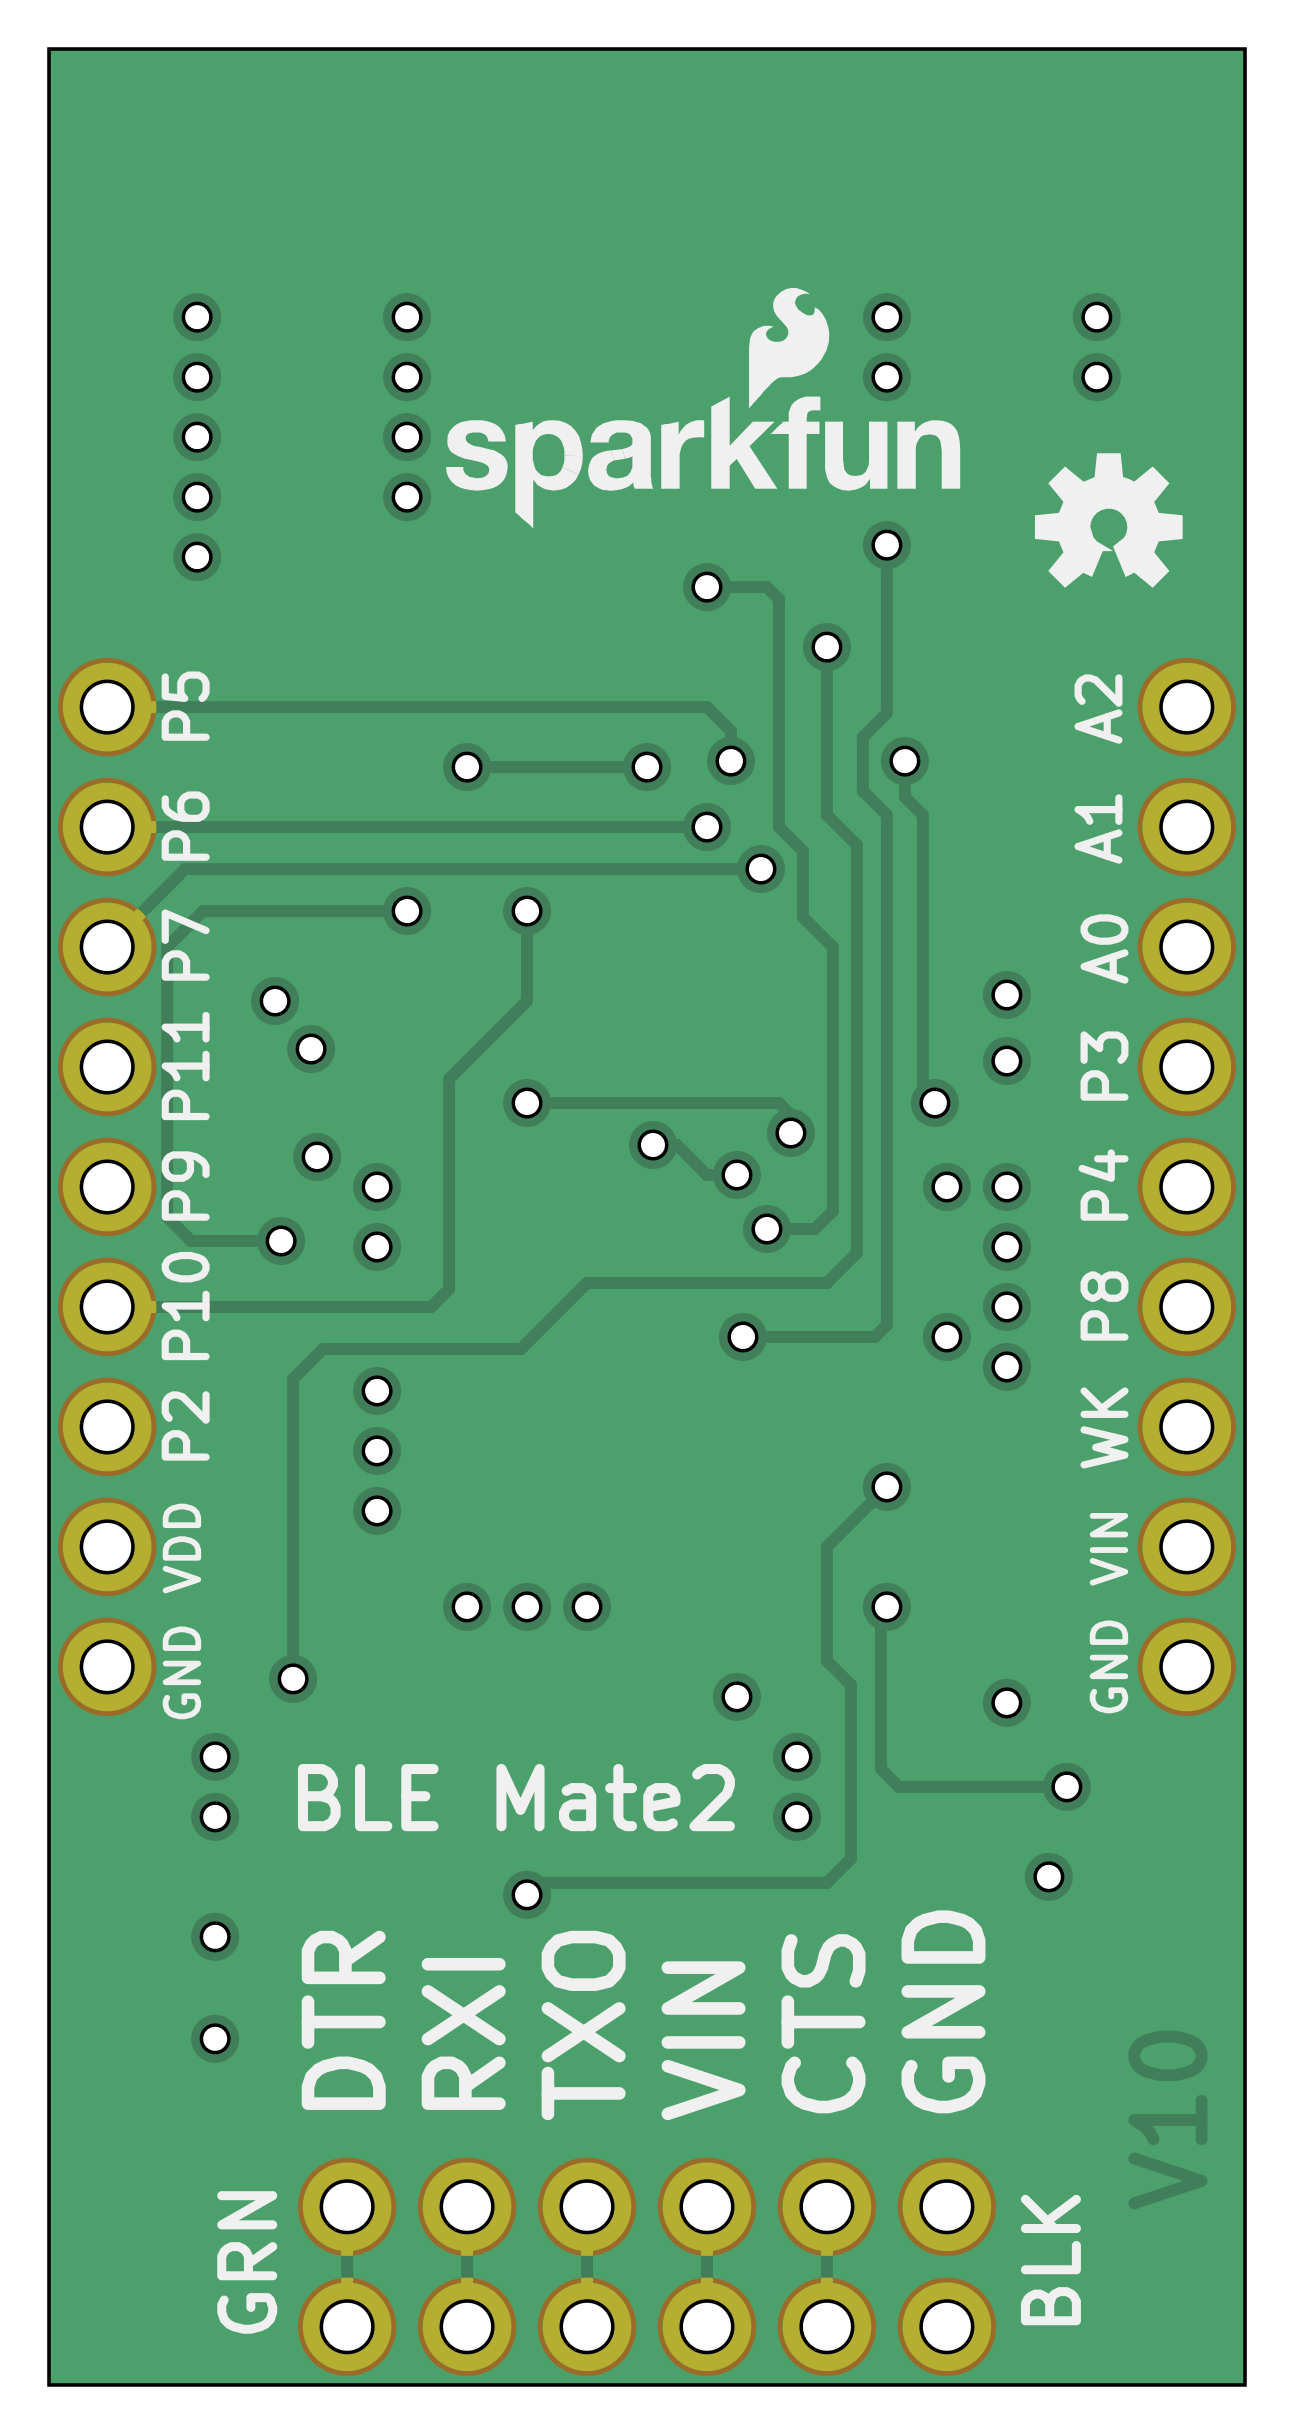 sparkfun
P5
P6
P7
P11
P9
P10
P2
VDD
GND
A2
A1
A0
P3
P4
P8
WK
VIN
GND
BLE Mate2
DTR
RXI
TXO
VIN
CTS
GND
V10
GRN
BLK